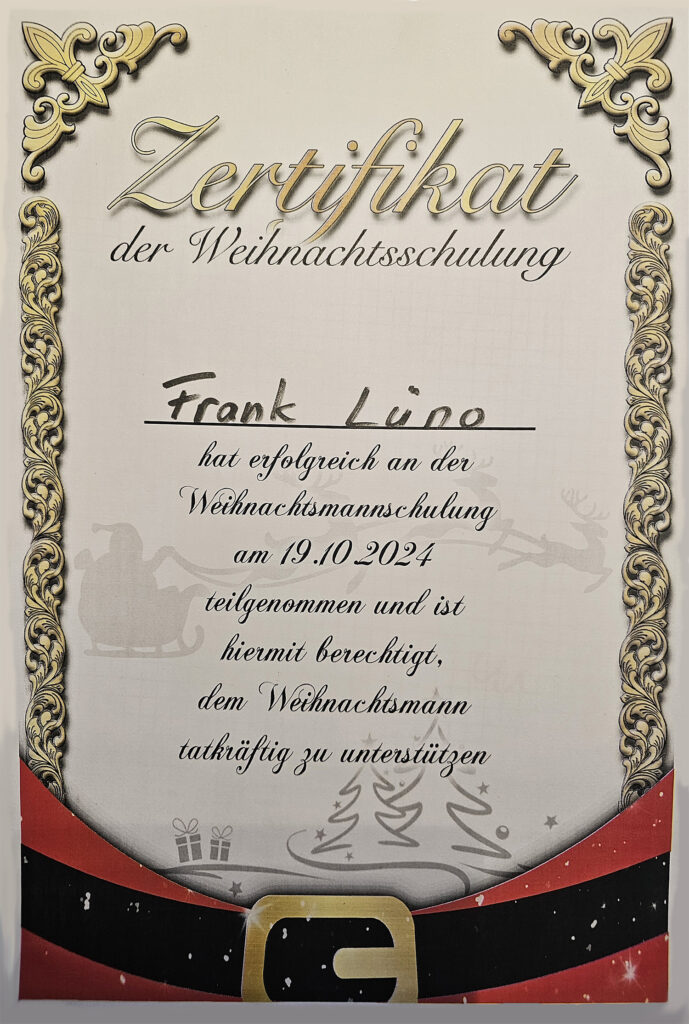 Zertifikat
der Weihnachtsschulung
Frank Lüno
hat erfolgreich an der
Weihnachtsmannschulung
am 19.10.2024
teilgenommen und ist
hiermit berechtigt,
dem Weihnachtsmann
tatkräftig zu unterstützen